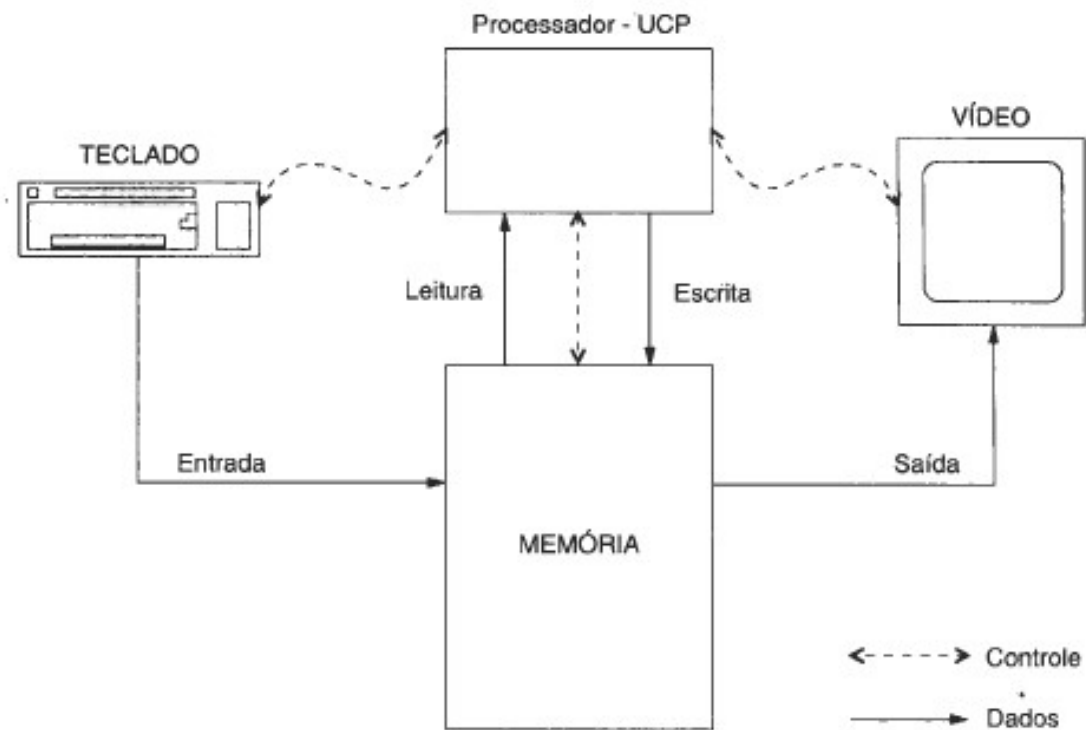 Processador - UCP
TECLADO
VÍDEO
Leitura
Escrita
Entrada
Saída
MEMÓRIA
Controle
Dados